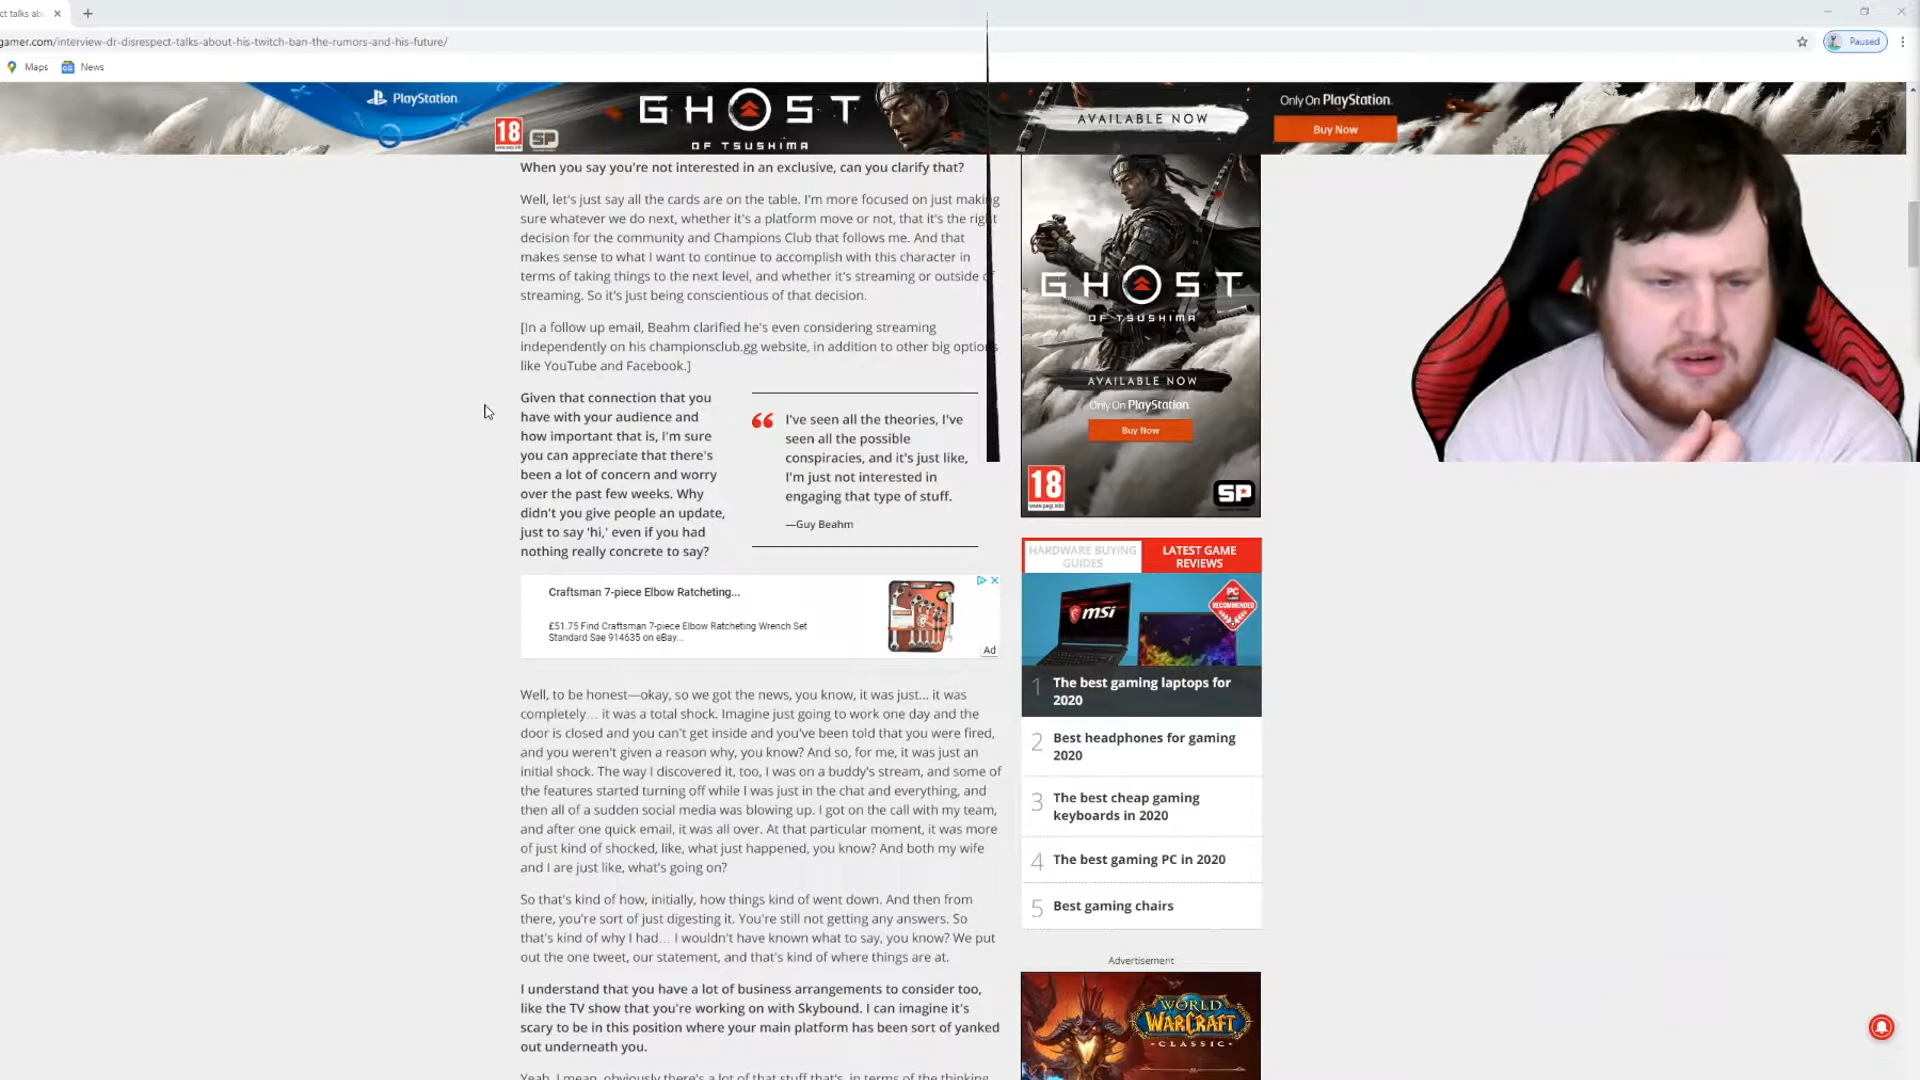 ct talks ab
gamer.com/interview-dr-disrespect-talks-about-his-twitch-ban-the-rumors-and-his-future/
Paused
Maps
News
PlayStation
18
SP
GHOST
OF TSUSHIMA
AVAILABLE NOW
Only On PlayStation
Buy Now
When you say you're not interested in an exclusive, can you clarify that?
Well, let's just say all the cards are on the table. I'm more focused on just making
sure whatever we do next, whether it's a platform move or not, that it's the right
decision for the community and Champions Club that follows me. And that
makes sense to what I want to continue to accomplish with this character in
terms of taking things to the next level, and whether it's streaming or outside of
streaming. So it's just being conscientious of that decision.
[In a follow up email, Beahm clarified he's even considering streaming
independently on his championsclub.gg website, in addition to other big options
like YouTube and Facebook.]
Given that connection that you
have with your audience and
how important that is, I'm sure
you can appreciate that there's
been a lot of concern and worry
over the past few weeks. Why
didn't you give people an update,
just to say 'hi,' even if you had
nothing really concrete to say?
“ I've seen all the theories, I've
seen all the possible
conspiracies, and it's just like,
I'm just not interested in
engaging that type of stuff.
—Guy Beahm
Craftsman 7-piece Elbow Ratcheting...
£51.75 Find Craftsman 7-piece Elbow Ratcheting Wrench Set
Standard Sae 914635 on eBay...
Ad
Well, to be honest—okay, so we got the news, you know, it was just... it was
completely... it was a total shock. Imagine just going to work one day and the
door is closed and you can't get inside and you've been told that you were fired,
and you weren't given a reason why, you know? And so, for me, it was just an
initial shock. The way I discovered it, too, I was on a buddy's stream, and some of
the features started turning off while I was just in the chat and everything, and
then all of a sudden social media was blowing up. I got on the call with my team,
and after one quick email, it was all over. At that particular moment, it was more
of just kind of shocked, like, what just happened, you know? And both my wife
and I are just like, what's going on?
So that's kind of how, initially, how things kind of went down. And then from
there, you're sort of just digesting it. You're still not getting any answers. So
that's kind of why I had... I wouldn't have known what to say, you know? We put
out the one tweet, our statement, and that's kind of where things are at.
I understand that you have a lot of business arrangements to consider too,
like the TV show that you're working on with Skybound. I can imagine it's
scary to be in this position where your main platform has been sort of yanked
out underneath you.
Yeah, I mean, obviously there's a lot of that stuff that's, in terms of the thinking
GHOST
OF TSUSHIMA
AVAILABLE NOW
Only On PlayStation
Buy Now
18
www.pegi.info
SP
HARDWARE BUYING
GUIDES
LATEST GAME
REVIEWS
msi
PC
GAMER
RECOMMENDED
1 The best gaming laptops for
2020
2 Best headphones for gaming
2020
3 The best cheap gaming
keyboards in 2020
4 The best gaming PC in 2020
5 Best gaming chairs
Advertisement
WORLD
WARCRAFT
CLASSIC